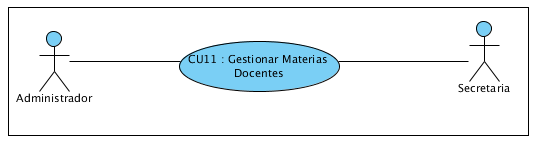 CU11 : Gestionar Materias
Docentes
Administrador
Secretaria